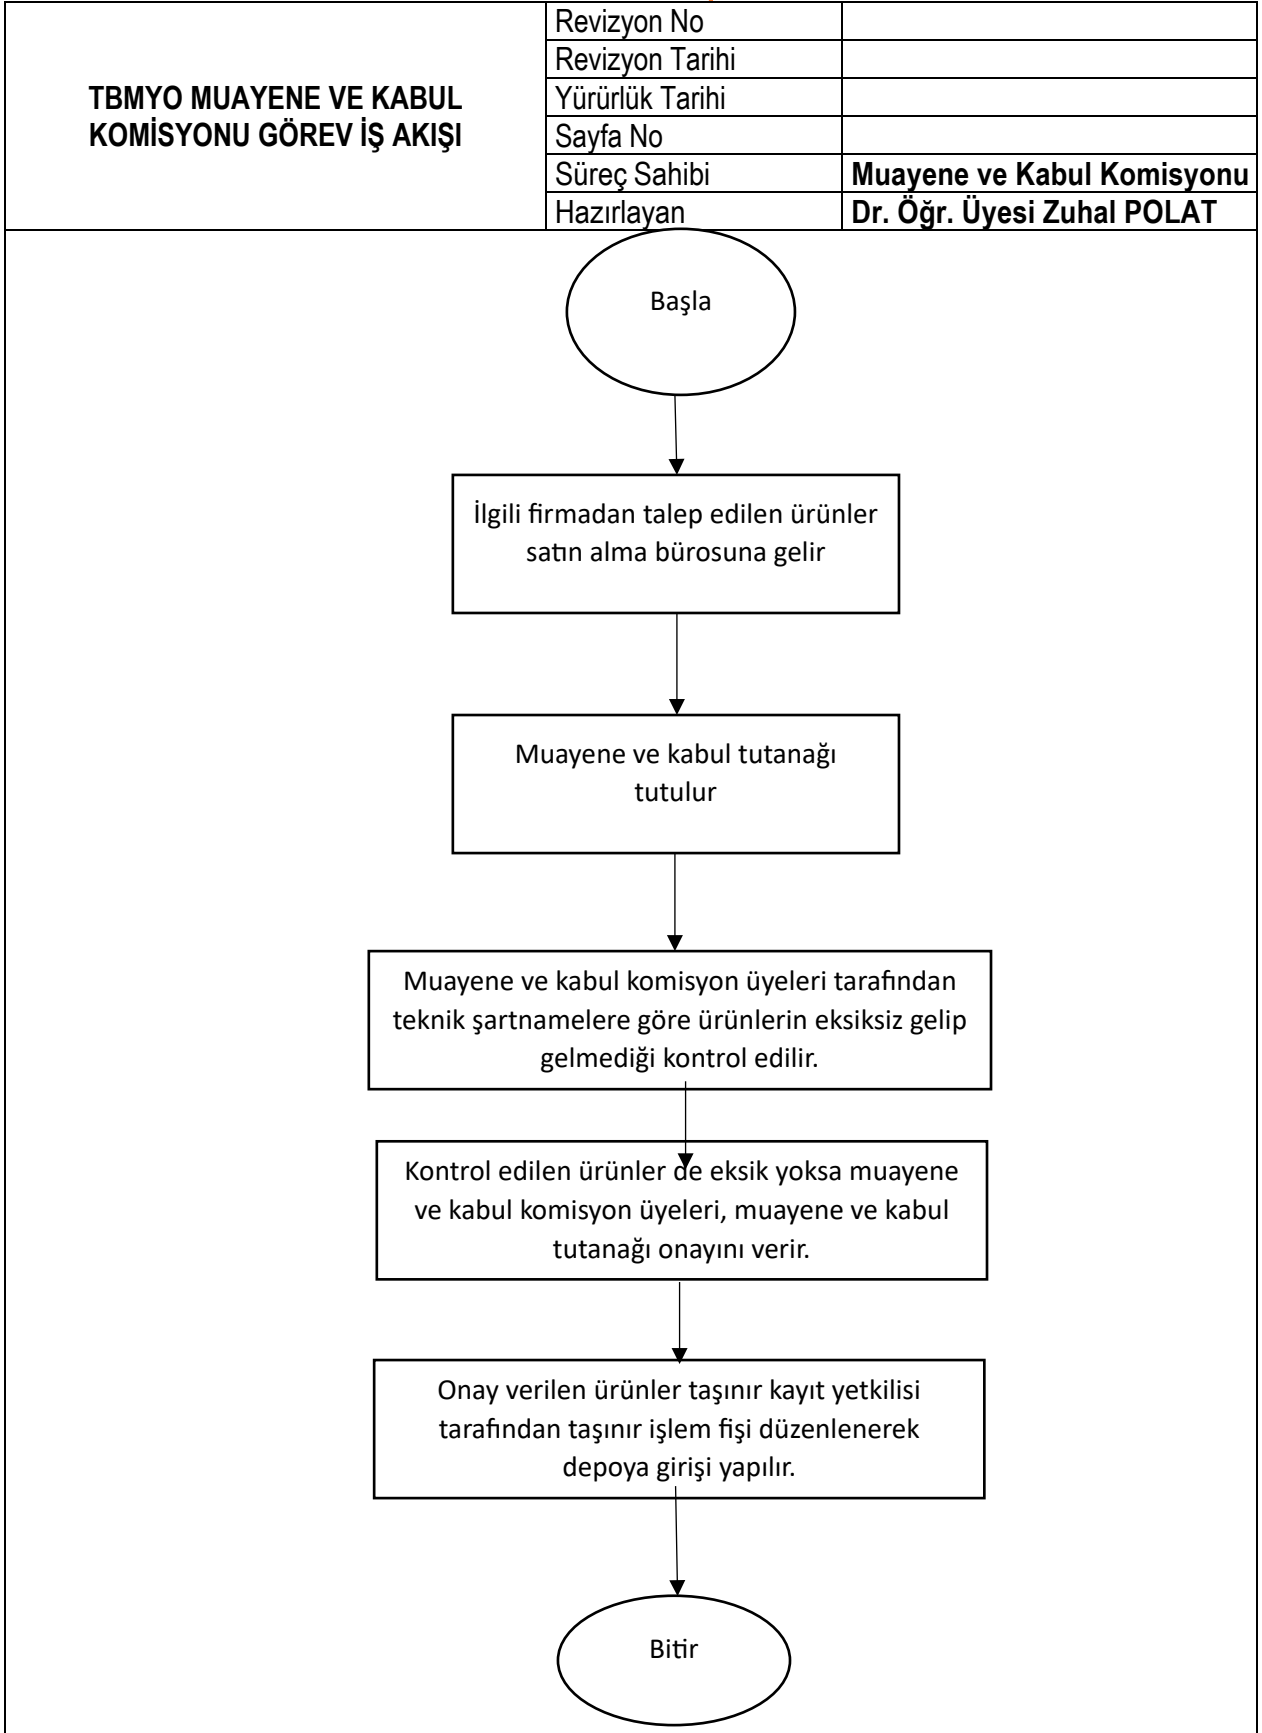 TBMYO MUAYENE VE KABUL
KOMİSYONU GÖREV İŞ AKIŞI
Revizyon No
Revizyon Tarihi
Yürürlük Tarihi
Sayfa No
Süreç Sahibi
Muayene ve Kabul Komisyonu
Hazırlayan
Dr. Öğr. Üyesi Zuhal POLAT
Başla
İlgili firmadan talep edilen ürünler
satın alma bürosuna gelir
Muayene ve kabul tutanağı
tutulur
Muayene ve kabul komisyon üyeleri tarafından
teknik şartnamelere göre ürünlerin eksiksiz gelip
gelmediği kontrol edilir.
Kontrol edilen ürünler de eksik yoksa muayene
ve kabul komisyon üyeleri, muayene ve kabul
tutanağı onayını verir.
Onay verilen ürünler taşınır kayıt yetkilisi
tarafından taşınır işlem fişi düzenlenerek
depoya girişi yapılır.
Bitir